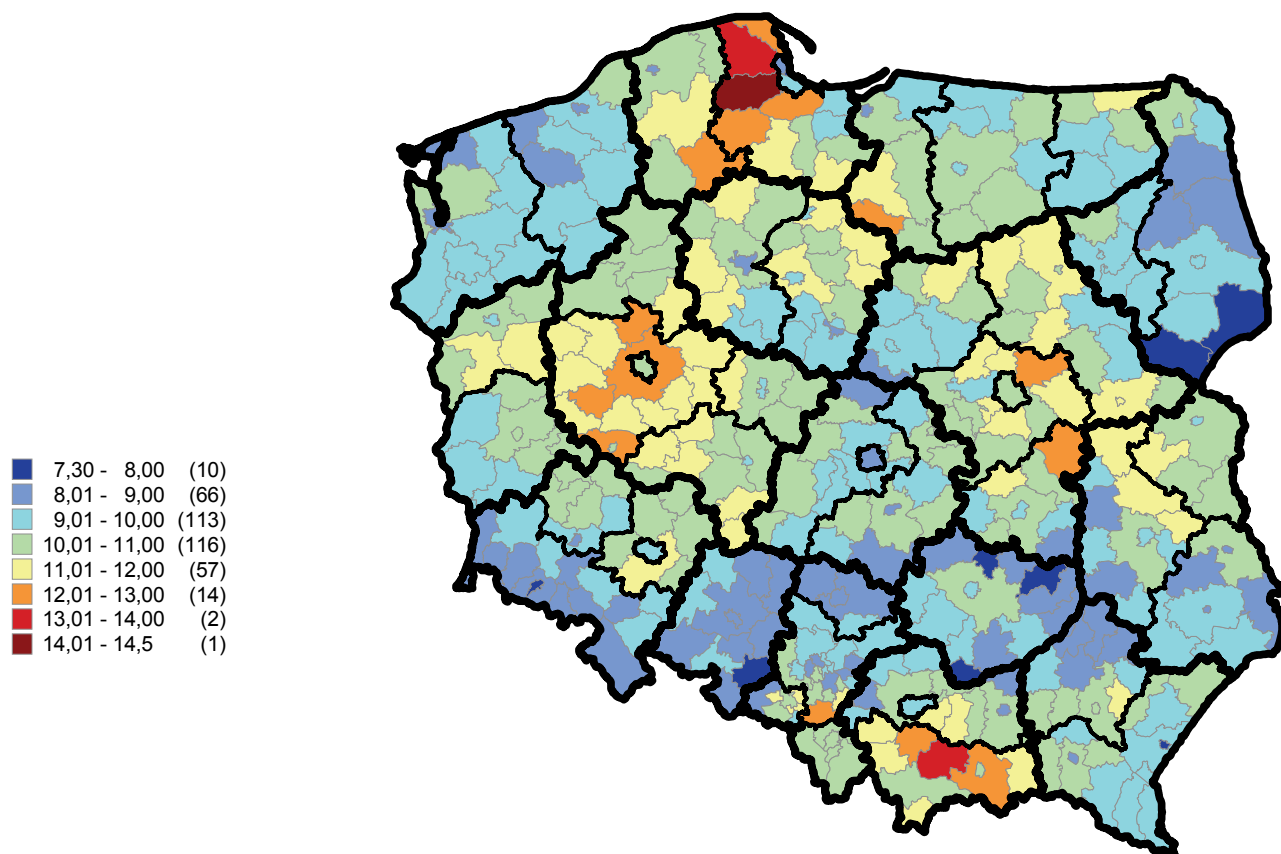 7,30 - 8,00 (10)
8,01 - 9,00 (66)
9,01 - 10,00 (113)
10,01 - 11,00 (116)
11,01 - 12,00 (57)
12,01 - 13,00 (14)
13,01 - 14,00 (2)
14,01 - 14,5 (1)